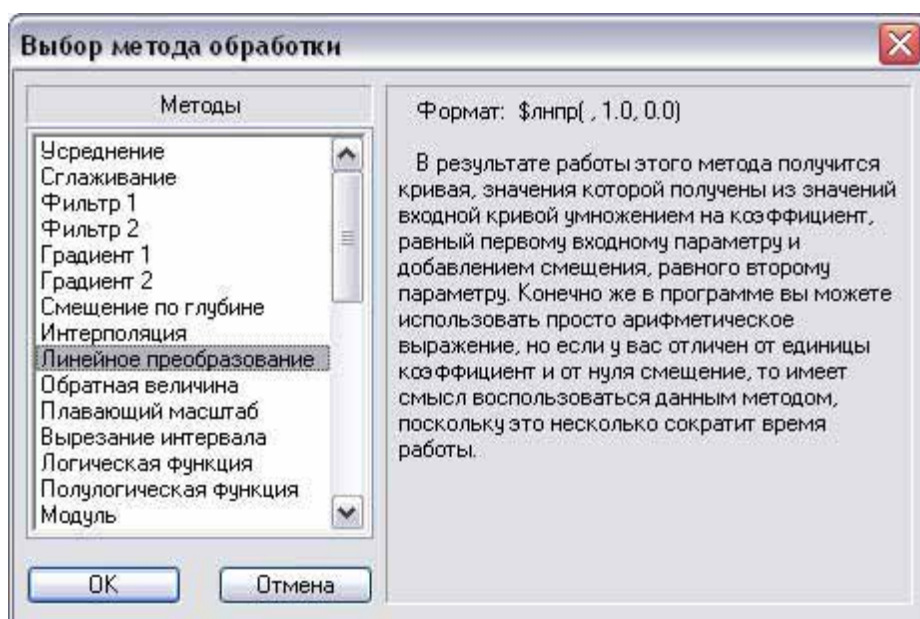 Выбор метода обработки
Методы
Усреднение
Сглаживание
Фильтр 1
Фильтр 2
Градиент 1
Градиент 2
Смещение по глубине
Интерполяция
Линейное преобразование
Обратная величина
Плавающий масштаб
Вырезание интервала
Логическая функция
Полулогическая функция
Модуль
OK
Отмена
Формат: $лнпр( , 1.0, 0.0)
В результате работы этого метода получится
кривая, значения которой получены из значений
входной кривой умножением на коэффициент,
равный первому входному параметру и
добавлением смещения, равного второму
параметру. Конечно же в программе вы можете
использовать просто арифметическое
выражение, но если у вас отличен от единицы
коэффициент и от нуля смещение, то имеет
смысл воспользоваться данным методом,
поскольку это несколько сократит время
работы.